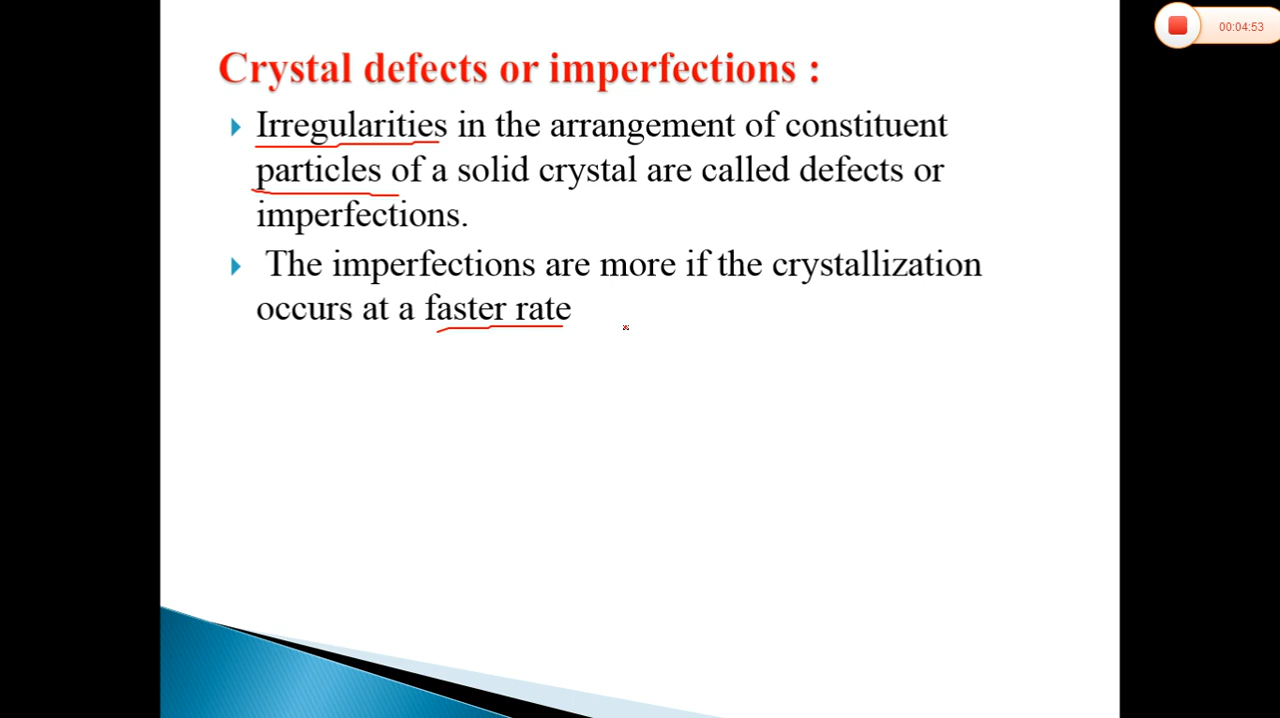 00:04:53
Crystal defects or imperfections :
Irregularities in the arrangement of constituent
particles of a solid crystal are called defects or
imperfections.
The imperfections are more if the crystallization
occurs at a faster rate